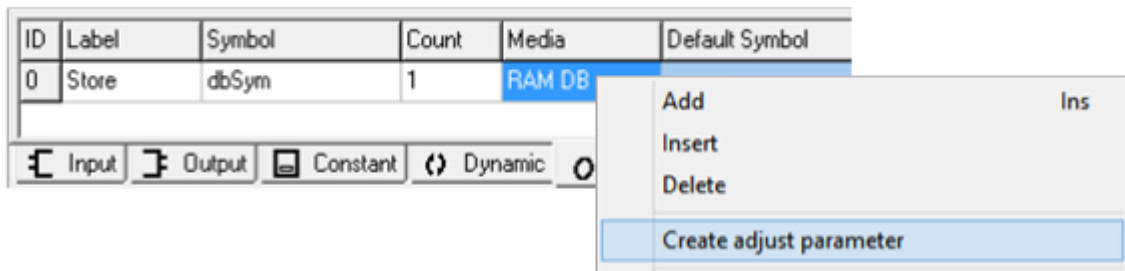 ID Label Symbol Count Media Default Symbol
0 Store dbSym 1 RAM DB
Input Output Constant Dynamic
Add Ins
Insert
Delete
Create adjust parameter